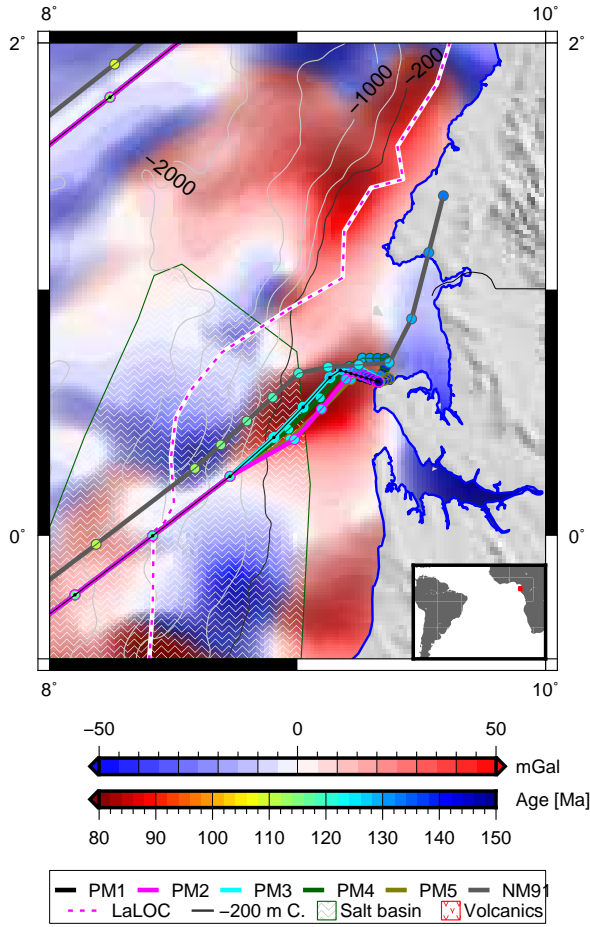 8° 10°
2° 2°
−1000
−200
−2000
0° 0°
8° 10°
−50 0 50
mGal
Age [Ma]
80 90 100 110 120 130 140 150
PM1 PM2 PM3 PM4 PM5 NM91
LaLOC −200 m C. Salt basin Volcanics